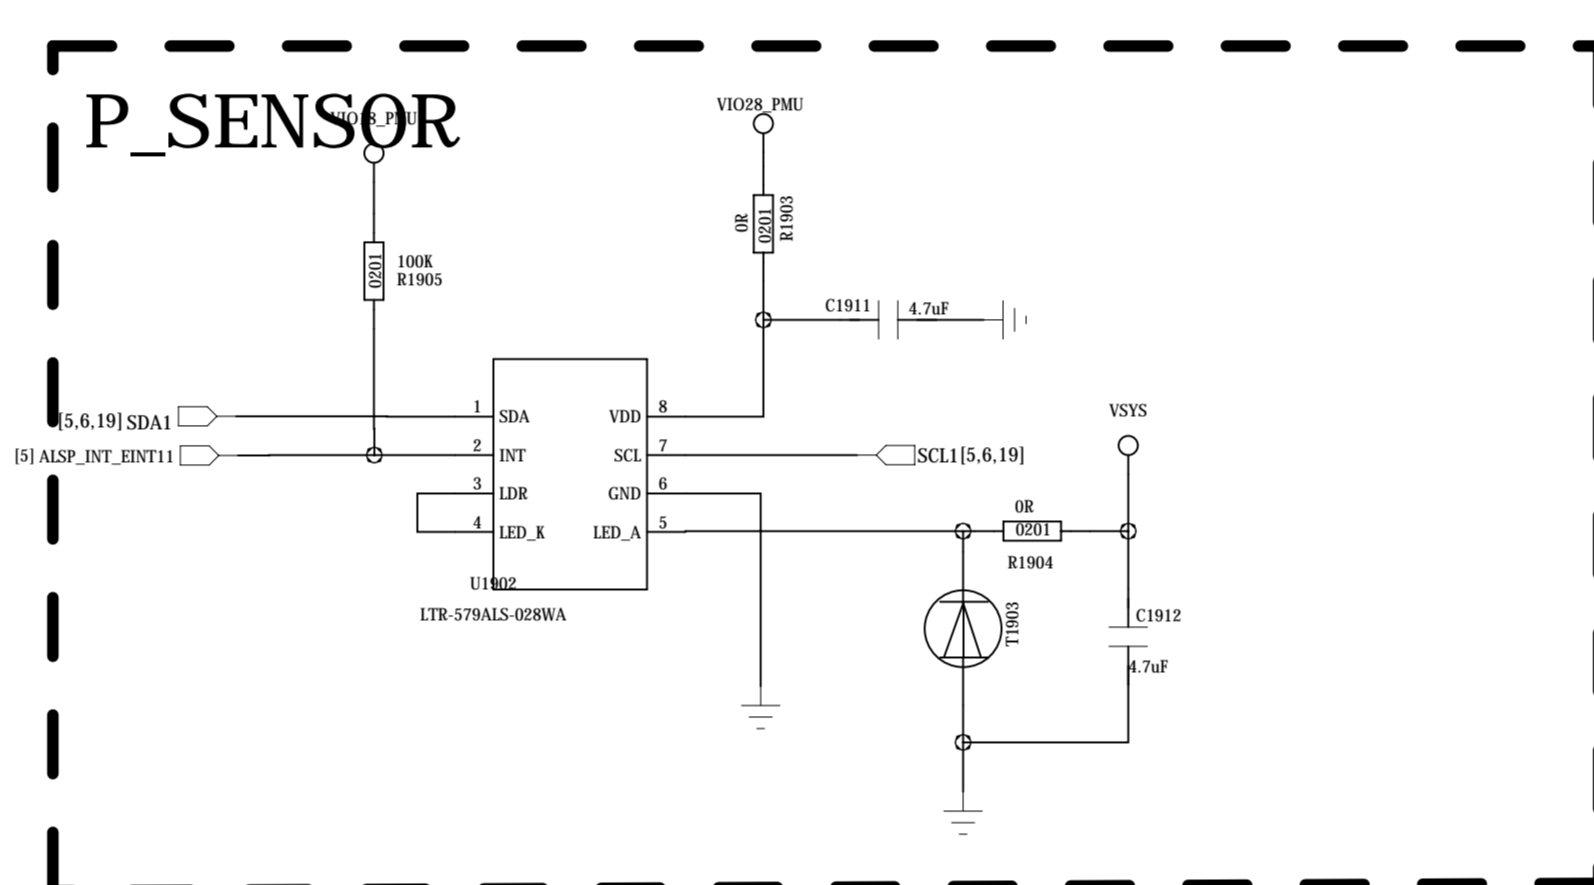 P_SENSOR
VIO18_PMU
VIO28_PMU
0R
0201
R1903
0201
100K
R1905
C1911
4.7uF
[5,6,19] SDA1
1
SDA
VDD
8
[5] ALSP_INT_EINT11
2
INT
SCL
7
SCL1[5,6,19]
3
LDR
GND
6
4
LED_K
LED_A
5
VSYS
0R
0201
R1904
U1902
LTR-579ALS-028WA
T1903
C1912
4.7uF